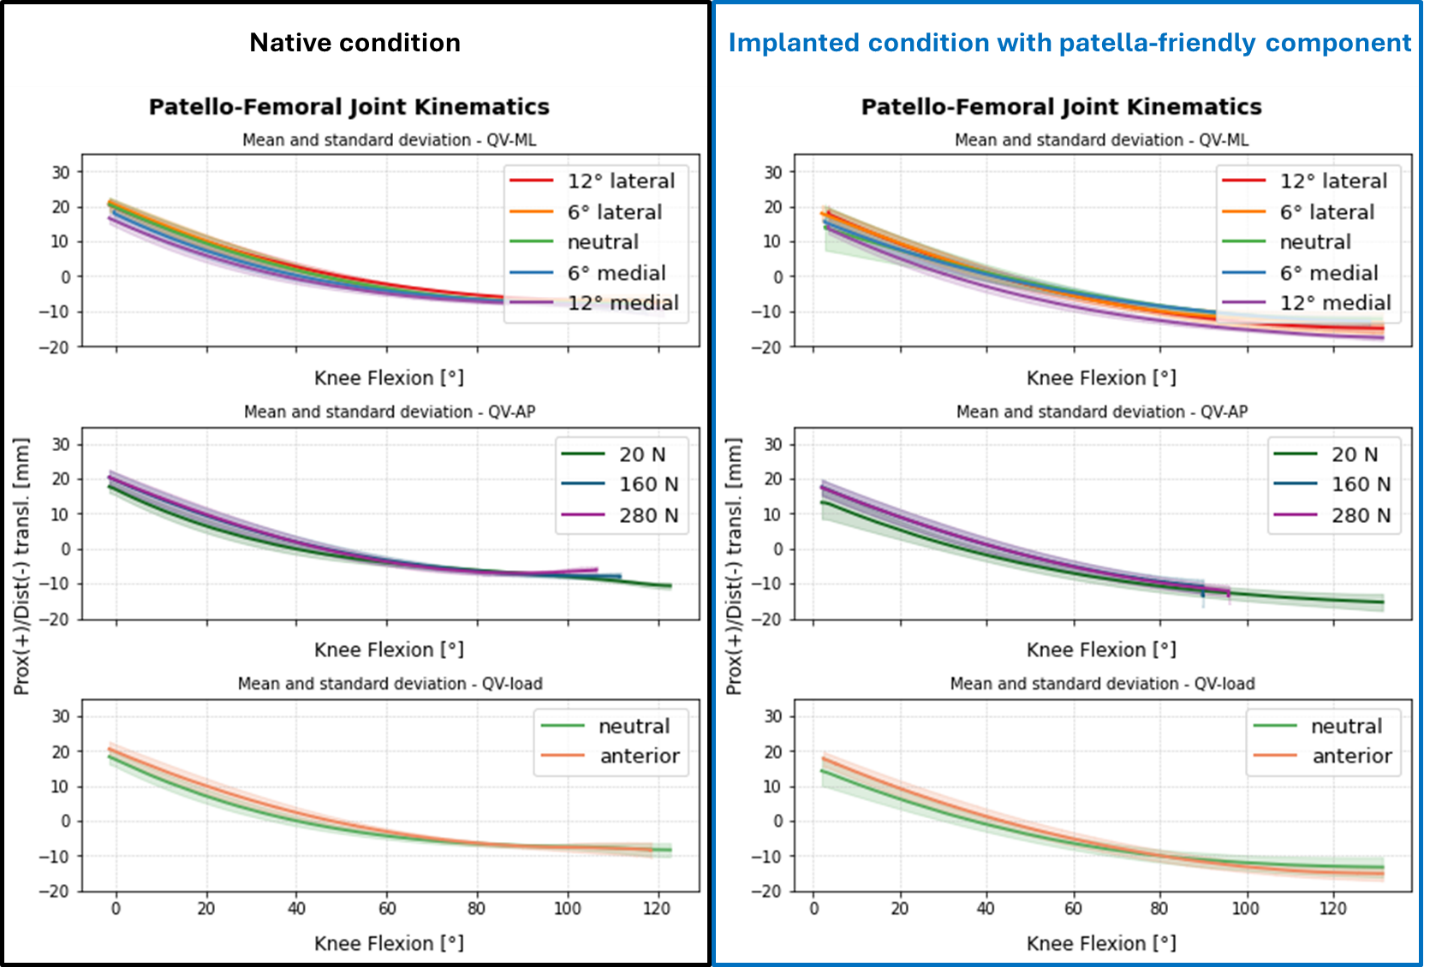 Native condition
Patello-Femoral Joint Kinematics
Mean and standard deviation - QV-ML
30
20
10
0
−10
−20
12° lateral
6° lateral
neutral
6° medial
12° medial
Knee Flexion [°]
Mean and standard deviation - QV-AP
Prox(+)/Dist(-) transl. [mm]
30
20
10
0
−10
−20
20 N
160 N
280 N
Knee Flexion [°]
Mean and standard deviation - QV-load
30
20
10
0
−10
−20
neutral
anterior
0 20 40 60 80 100 120
Knee Flexion [°]
Implanted condition with patella-friendly component
Patello-Femoral Joint Kinematics
Mean and standard deviation - QV-ML
30
20
10
0
−10
−20
12° lateral
6° lateral
neutral
6° medial
12° medial
Knee Flexion [°]
Mean and standard deviation - QV-AP
Prox(+)/Dist(-) transl. [mm]
30
20
10
0
−10
−20
20 N
160 N
280 N
Knee Flexion [°]
Mean and standard deviation - QV-load
30
20
10
0
−10
−20
neutral
anterior
0 20 40 60 80 100 120
Knee Flexion [°]